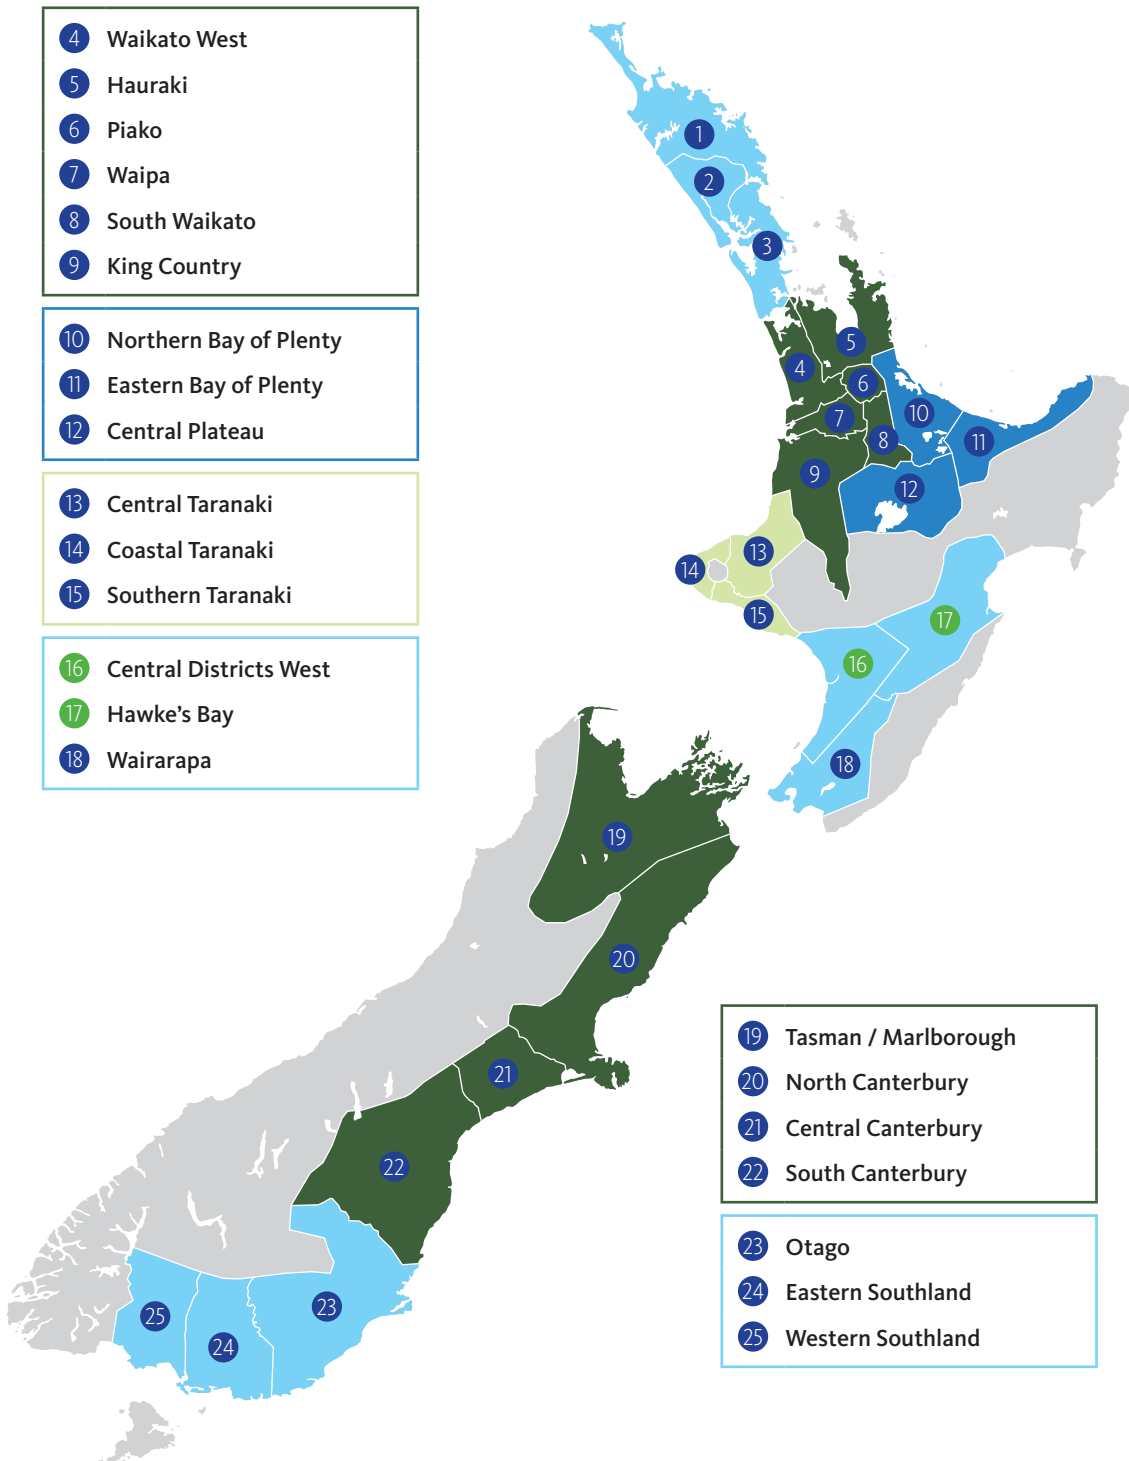 4 Waikato West
5 Hauraki
6 Piako
7 Waipa
8 South Waikato
9 King Country
10 Northern Bay of Plenty
11 Eastern Bay of Plenty
12 Central Plateau
13 Central Taranaki
14 Coastal Taranaki
15 Southern Taranaki
16 Central Districts West
17 Hawke's Bay
18 Wairarapa
1
2
3
4
5
6
7
8
9
10
11
12
13
14
15
16
17
18
19
20
21
22
23
24
25
19 Tasman / Marlborough
20 North Canterbury
21 Central Canterbury
22 South Canterbury
23 Otago
24 Eastern Southland
25 Western Southland